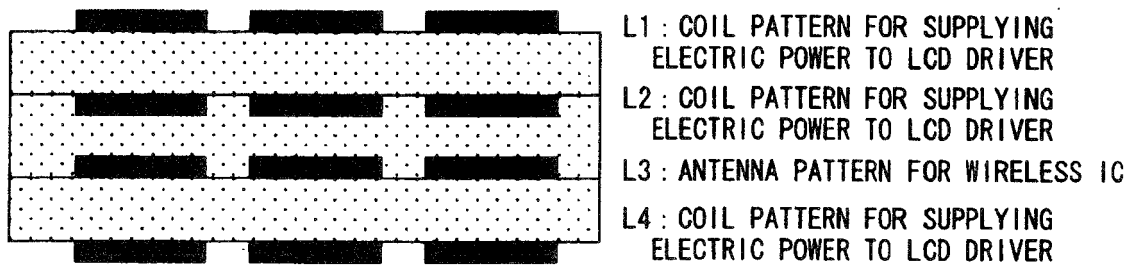 L1 : COIL PATTERN FOR SUPPLYING
ELECTRIC POWER TO LCD DRIVER
L2 : COIL PATTERN FOR SUPPLYING
ELECTRIC POWER TO LCD DRIVER
L3 : ANTENNA PATTERN FOR WIRELESS IC
L4 : COIL PATTERN FOR SUPPLYING
ELECTRIC POWER TO LCD DRIVER